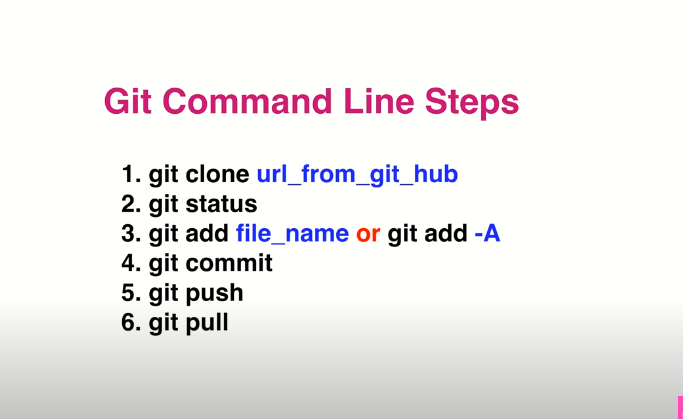 Git Command Line Steps
1. git clone url_from_git_hub
2. git status
3. git add file_name or git add -A
4. git commit
5. git push
6. git pull